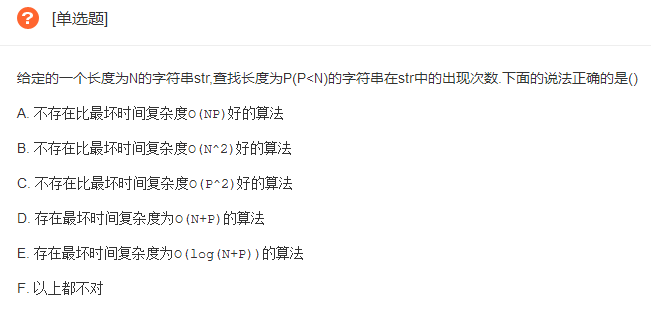 ? [单选题]
给定的一个长度为N的字符串str,查找长度为P(P<N)的字符串在str中的出现次数.下面的说法正确的是()
A. 不存在比最坏时间复杂度O(NP)好的算法
B. 不存在比最坏时间复杂度O(N^2)好的算法
C. 不存在比最坏时间复杂度O(P^2)好的算法
D. 存在最坏时间复杂度为O(N+P)的算法
E. 存在最坏时间复杂度为O(log(N+P))的算法
F. 以上都不对